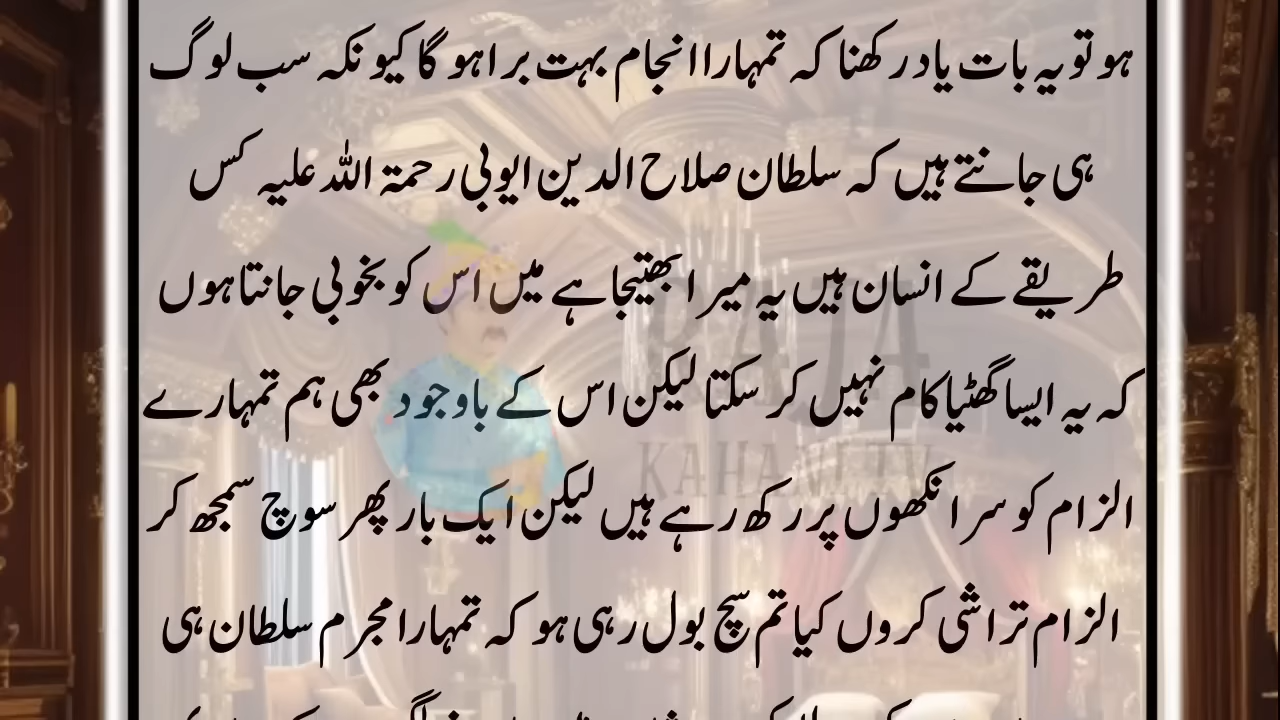 ہو تو یہ بات یاد رکھنا کہ تمہارا انجام بہت برا ہو گا کیونکہ سب لوگ
ہی جانتے ہیں کہ سلطان صلاح الدین ایوبی رحمۃ اللہ علیہ کس
طریقے کے انسان ہیں یہ میرا بھتیجا ہے میں اس کو بخوبی جانتا ہوں
کہ یہ ایسا گھٹیا کام نہیں کر سکتا لیکن اس کے باوجود بھی ہم تمہارے
الزام کو سر انکھوں پر رکھ رہے ہیں لیکن ایک بار پھر سوچ سمجھ کر
الزام تراشی کروں کیا تم سچ بول رہی ہو کہ تمہارا مجرم سلطان ہی
RAJA
KAHANI TV